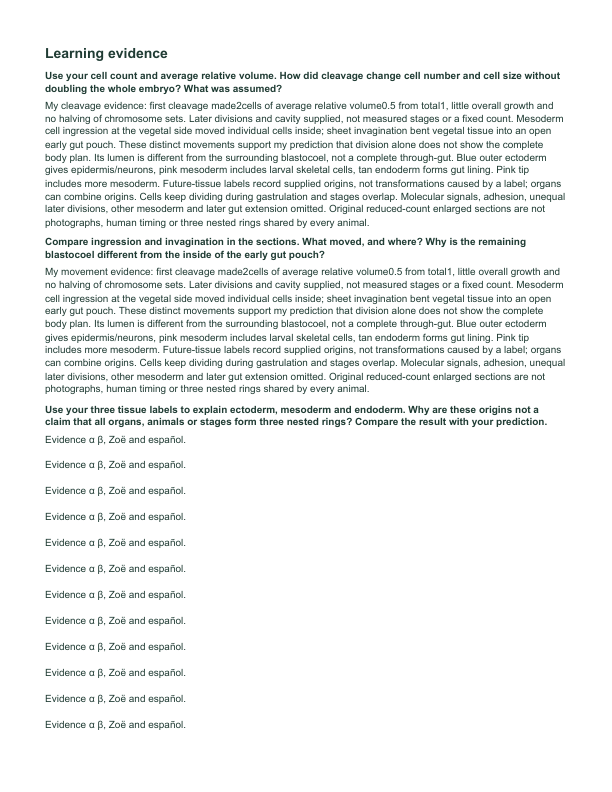 Learning evidence
Use your cell count and average relative volume. How did cleavage change cell number and cell size without
doubling the whole embryo? What was assumed?
My cleavage evidence: first cleavage made2cells of average relative volume0.5 from total1, little overall growth and
no halving of chromosome sets. Later divisions and cavity supplied, not measured stages or a fixed count. Mesoderm
cell ingression at the vegetal side moved individual cells inside; sheet invagination bent vegetal tissue into an open
early gut pouch. These distinct movements support my prediction that division alone does not show the complete
body plan. Its lumen is different from the surrounding blastocoel, not a complete through-gut. Blue outer ectoderm
gives epidermis/neurons, pink mesoderm includes larval skeletal cells, tan endoderm forms gut lining. Pink tip
includes more mesoderm. Future-tissue labels record supplied origins, not transformations caused by a label; organs
can combine origins. Cells keep dividing during gastrulation and stages overlap. Molecular signals, adhesion, unequal
later divisions, other mesoderm and later gut extension omitted. Original reduced-count enlarged sections are not
photographs, human timing or three nested rings shared by every animal.
Compare ingression and invagination in the sections. What moved, and where? Why is the remaining
blastocoel different from the inside of the early gut pouch?
My movement evidence: first cleavage made2cells of average relative volume0.5 from total1, little overall growth and
no halving of chromosome sets. Later divisions and cavity supplied, not measured stages or a fixed count. Mesoderm
cell ingression at the vegetal side moved individual cells inside; sheet invagination bent vegetal tissue into an open
early gut pouch. These distinct movements support my prediction that division alone does not show the complete
body plan. Its lumen is different from the surrounding blastocoel, not a complete through-gut. Blue outer ectoderm
gives epidermis/neurons, pink mesoderm includes larval skeletal cells, tan endoderm forms gut lining. Pink tip
includes more mesoderm. Future-tissue labels record supplied origins, not transformations caused by a label; organs
can combine origins. Cells keep dividing during gastrulation and stages overlap. Molecular signals, adhesion, unequal
later divisions, other mesoderm and later gut extension omitted. Original reduced-count enlarged sections are not
photographs, human timing or three nested rings shared by every animal.
Use your three tissue labels to explain ectoderm, mesoderm and endoderm. Why are these origins not a
claim that all organs, animals or stages form three nested rings? Compare the result with your prediction.
Evidence α β, Zoë and español.
Evidence α β, Zoë and español.
Evidence α β, Zoë and español.
Evidence α β, Zoë and español.
Evidence α β, Zoë and español.
Evidence α β, Zoë and español.
Evidence α β, Zoë and español.
Evidence α β, Zoë and español.
Evidence α β, Zoë and español.
Evidence α β, Zoë and español.
Evidence α β, Zoë and español.
Evidence α β, Zoë and español.